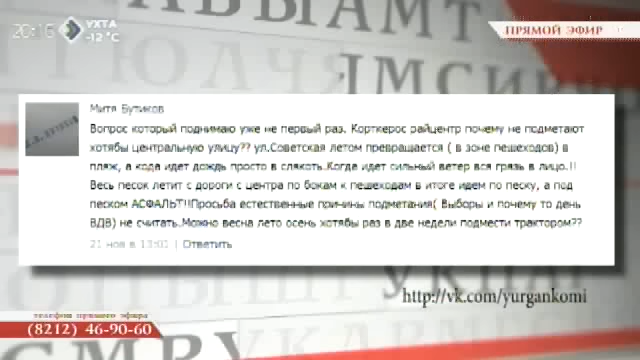 20:16
УХТА
-12 °C
ПРЯМОЙ ЭФИР
Митя Бутиков
Вопрос который поднимаю уже не первый раз. Корткерос райцентр почему не подметают
хотябы центральную улицу?? ул.Советская летом превращается ( в зоне пешеходов) в
пляж, а кода идет дождь просто в слякоть.Когда идет сильный ветер вся грязь в лицо.!!
Весь песок летит с дороги с центра по бокам к пешеходам в итоге идем по песку, а под
песком АСФАЛЬТ!!Просьба естественные причины подметания( Выборы и почему то день
ВДВ) не считать.Можно весна лето осень хотябы раз в две недели подмести трактором??
21 ноя в 13:01 | Ответить
http://vk.com/yurgankomi
телефон прямого эфира
(8212) 46-90-60